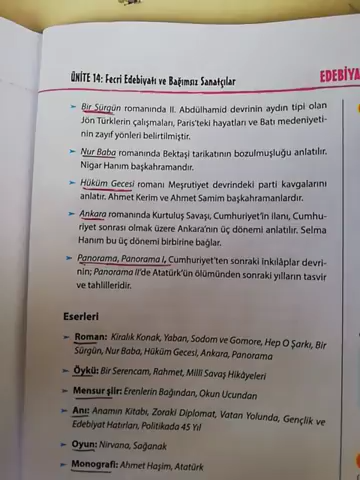 ÜNİTE 14: Fecri Edebiyatı ve Bağımsız Sanatçılar
EDEBİYA
➤ Bir Sürgün romanında II. Abdülhamid devrinin aydın tipi olan
Jön Türklerin çalışmaları, Paris'teki hayatları ve Batı medeniyeti-
nin zayıf yönleri belirtilmiştir.
➤ Nur Baba romanında Bektaşi tarikatının bozulmuşluğu anlatılır.
Nigar Hanım başkahramandır.
➤ Hüküm Gecesi romanı Meşrutiyet devrindeki parti kavgalarını
anlatır. Ahmet Kerim ve Ahmet Samim başkahramanlardır.
➤ Ankara romanında Kurtuluş Savaşı, Cumhuriyet'in ilanı, Cumhu-
riyet sonrası olmak üzere Ankara'nın üç dönemi anlatılır. Selma
Hanım bu üç dönemi birbirine bağlar.
➤ Panorama, Panorama I, Cumhuriyet'ten sonraki inkılâplar devri-
nin; Panorama II'de Atatürk'ün ölümünden sonraki yılların tasvir
ve tahlilleridir.
Eserleri
➤ Roman: Kiralık Konak, Yaban, Sodom ve Gomore, Hep O Şarkı, Bir
Sürgün, Nur Baba, Hüküm Gecesi, Ankara, Panorama
➤ Öykü: Bir Serencam, Rahmet, Milli Savaş Hikâyeleri
➤ Mensur şiir: Erenlerin Bağından, Okun Ucundan
➤ Anı: Anamın Kitabı, Zoraki Diplomat, Vatan Yolunda, Gençlik ve
Edebiyat Hatıraları, Politikada 45 Yıl
➤ Oyun: Nirvana, Sağanak
➤ Monografi: Ahmet Haşim, Atatürk